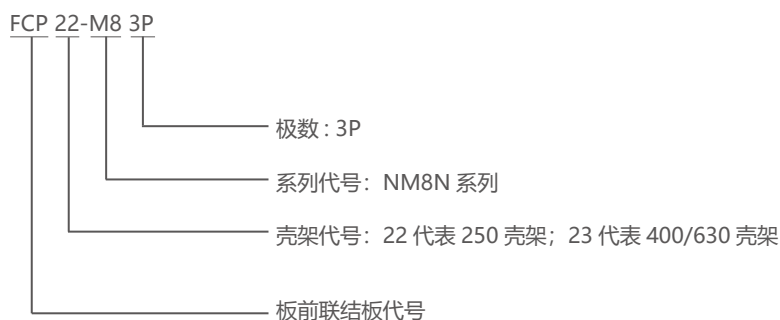 FCP 22-M8 3P
极数 : 3P
系列代号：NM8N 系列
壳架代号：22 代表 250 壳架；23 代表 400/630 壳架
板前联结板代号